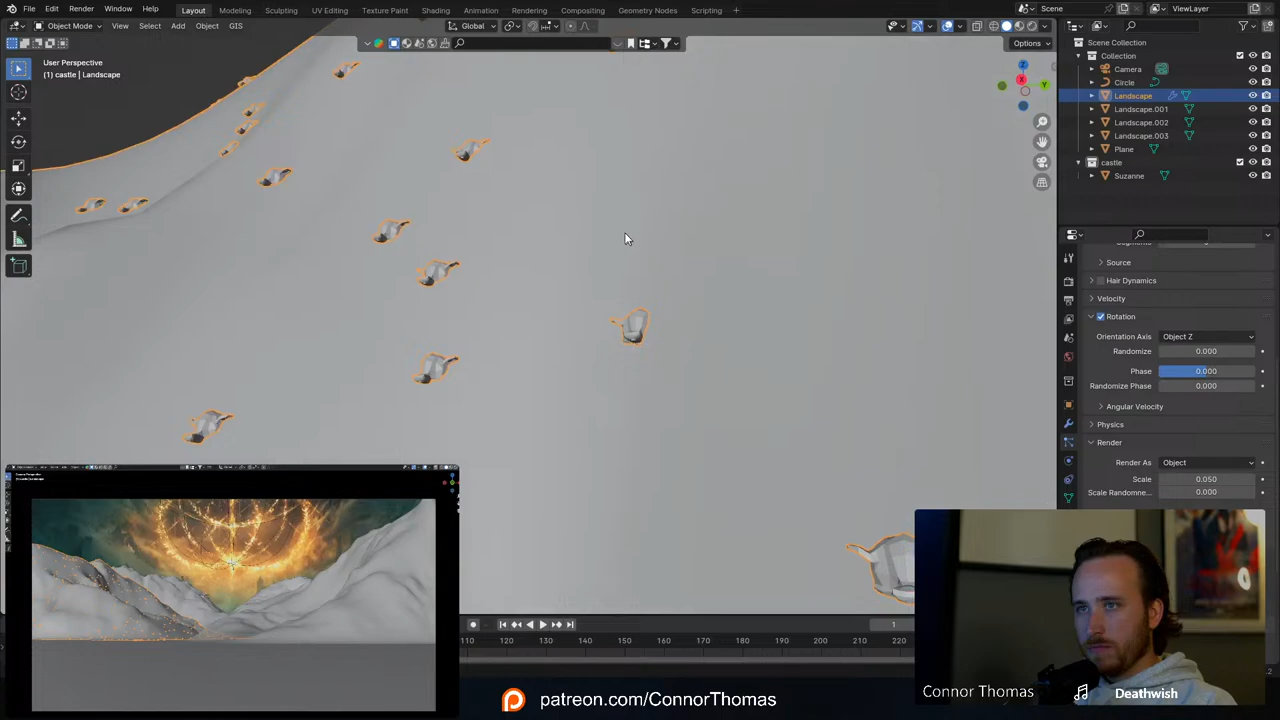 File Edit Render Window Help Layout Modeling Sculpting UV Editing Texture Paint Shading Animation Rendering Compositing Geometry Nodes Scripting + Scene ViewLayer
Object Mode View Select Add Object GIS Global
Options
User Perspective
(1) castle | Landscape
Z
X
Y
Scene Collection
Collection
Camera
Circle
Landscape
Landscape.001
Landscape.002
Landscape.003
Plane
castle
Suzanne
Source
Hair Dynamics
Velocity
Rotation
Orientation Axis Object Z
Randomize 0.000
Phase 0.000
Randomize Phase 0.000
Angular Velocity
Physics
Render
Render As Object
Scale 0.050
Scale Randomne... 0.000
1
110 120 130 140 150 160 170 180 190 200 210 220
Connor Thomas Deathwish
patreon.com/ConnorThomas